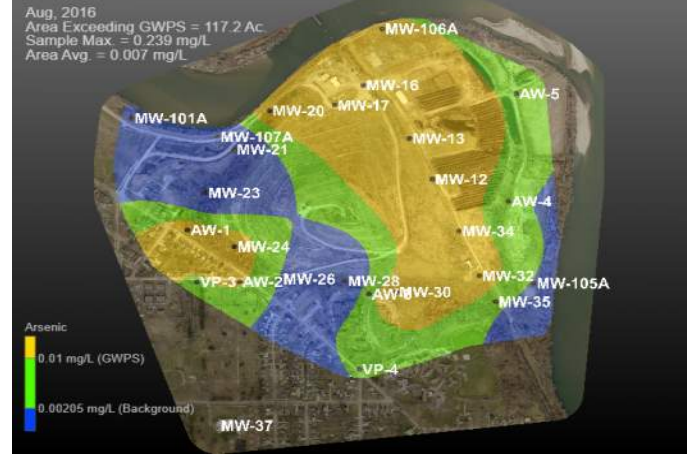 Aug, 2016
Area Exceeding GWPS = 117.2 Ac.
Sample Max. = 0.239 mg/L
Area Avg. = 0.007 mg/L
MW-106A
MW-16
AW-5
MW-20
MW-17
MW-101A
MW-107A
MW-13
MW-21
MW-12
MW-23
AW-4
AW-1
MW-34
MW-24
MW-32
VP-3
AW-2
MW-26
MW-28
MW-105A
MW-30
MW-35
Arsenic
0.01 mg/L (GWPS)
VP-4
0.00205 mg/L (Background)
MW-37